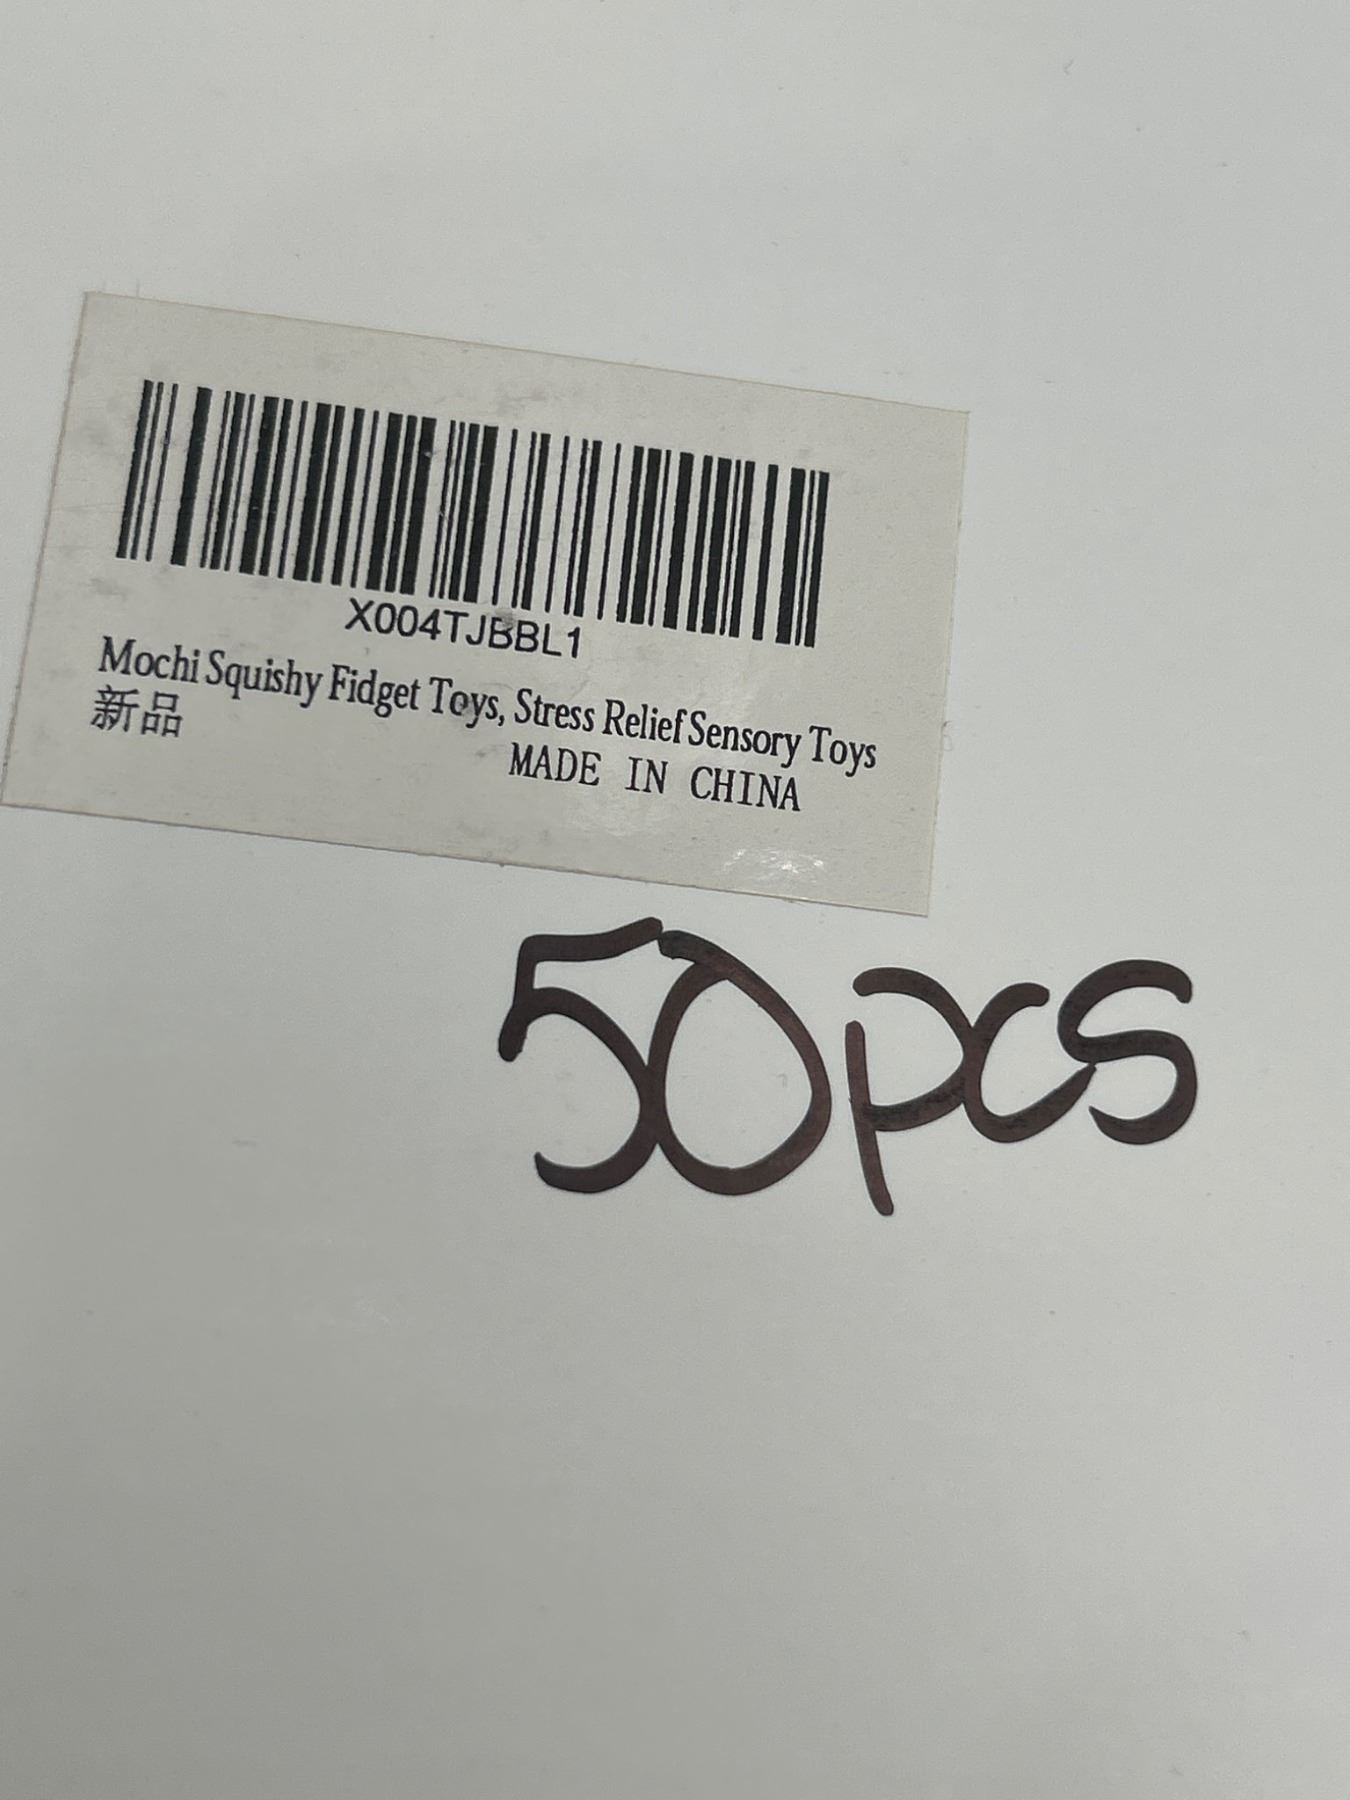 X004TJBBL1
Mochi Squishy Fidget Toys, Stress Relief Sensory Toys
新品
MADE IN CHINA
50pcs